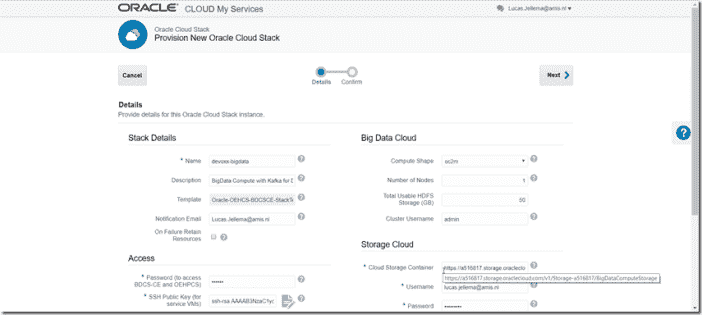 ORACLE CLOUD My Services
Lucas.Jellema@amis.nl
Oracle Cloud Stack
Provision New Oracle Cloud Stack
Cancel
Details
Confirm
Next
Details
Provide details for this Oracle Cloud Stack instance.
Stack Details
* Name
devoxx-bigdata
Description
BigData Compute with Kafka for D
Template
Oracle-OEHCS-BDCSCE-StackTe
Notification Email
Lucas.Jellema@amis.nl
On Failure Retain
Resources
Access
* Password (to access
BDCS-CE and OEHPCS)
••••••
* SSH Public Key (for
service VMs)
ssh-rsa AAAAB3NzaC1yc
Big Data Cloud
Compute Shape
oc2m
Number of Nodes
1
Total Usable HDFS
Storage (GB)
50
Cluster Username
admin
Storage Cloud
* Cloud Storage Container
https://a516817.storage.oracleclo
https://a516817.storage.oraclecloud.com/v1/Storage-a516817/BigDataComputeStorage
* Username
lucas.jellema@amis.nl
* Password